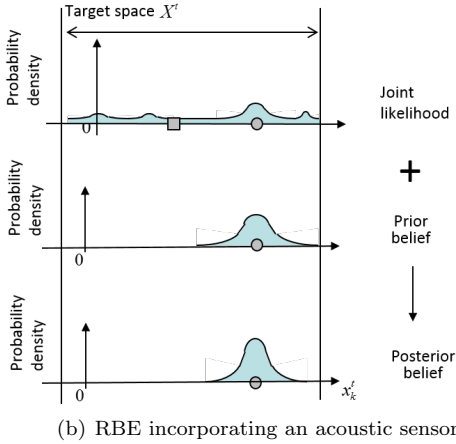 Target space X^t
Probability density
0
Joint likelihood
+
Probability density
0
Prior belief
Probability density
0
x_k^t
Posterior belief
(b) RBE incorporating an acoustic sensor